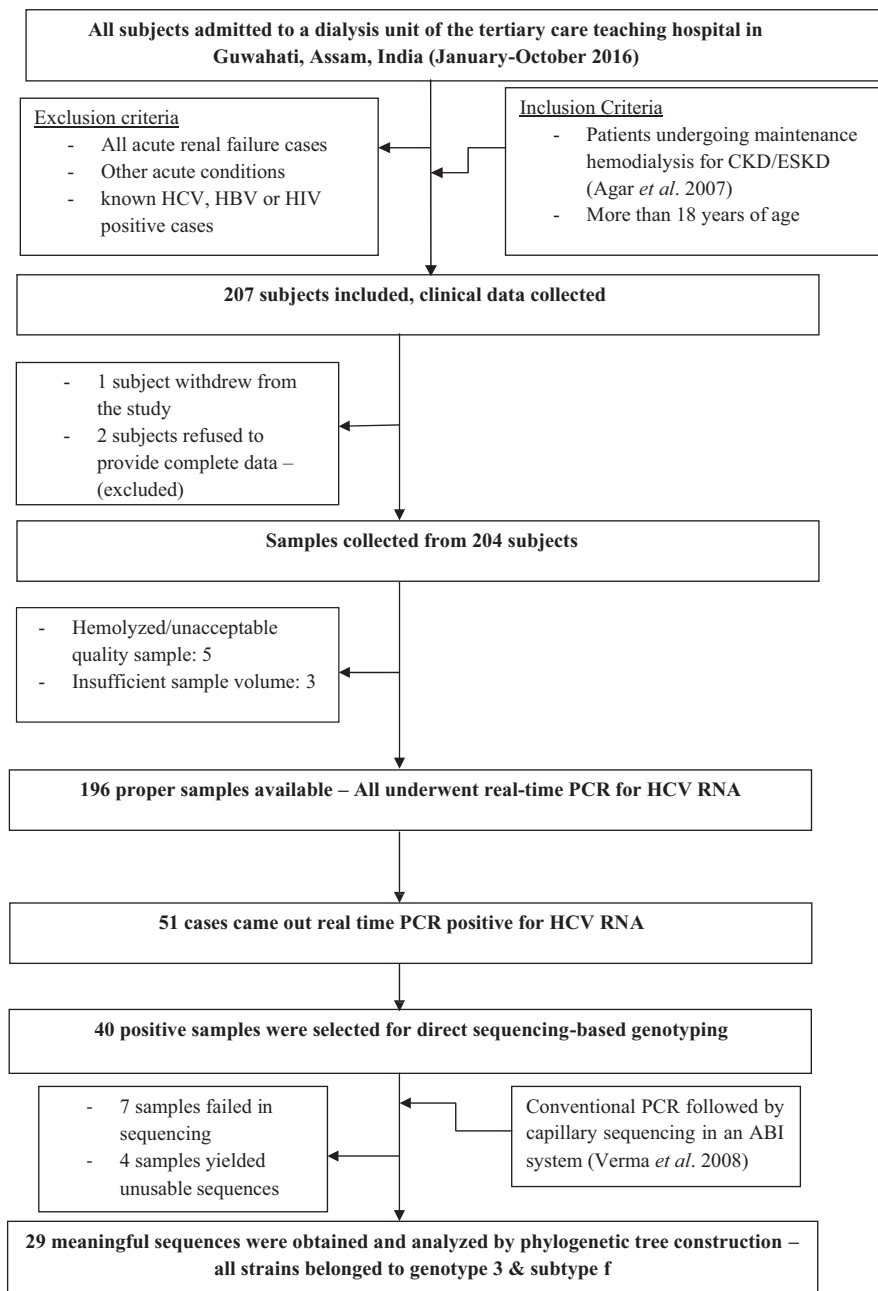 All subjects admitted to a dialysis unit of the tertiary care teaching hospital in
Guwahati, Assam, India (January-October 2016)
Exclusion criteria
- All acute renal failure cases
- Other acute conditions
- known HCV, HBV or HIV
positive cases
Inclusion Criteria
- Patients undergoing maintenance
hemodialysis for CKD/ESKD
(Agar et al. 2007)
- More than 18 years of age
207 subjects included, clinical data collected
- 1 subject withdrew from
the study
- 2 subjects refused to
provide complete data –
(excluded)
Samples collected from 204 subjects
- Hemolyzed/unacceptable
quality sample: 5
- Insufficient sample volume: 3
196 proper samples available – All underwent real-time PCR for HCV RNA
51 cases came out real time PCR positive for HCV RNA
40 positive samples were selected for direct sequencing-based genotyping
- 7 samples failed in
sequencing
- 4 samples yielded
unusable sequences
Conventional PCR followed by
capillary sequencing in an ABI
system (Verma et al. 2008)
29 meaningful sequences were obtained and analyzed by phylogenetic tree construction –
all strains belonged to genotype 3 & subtype f